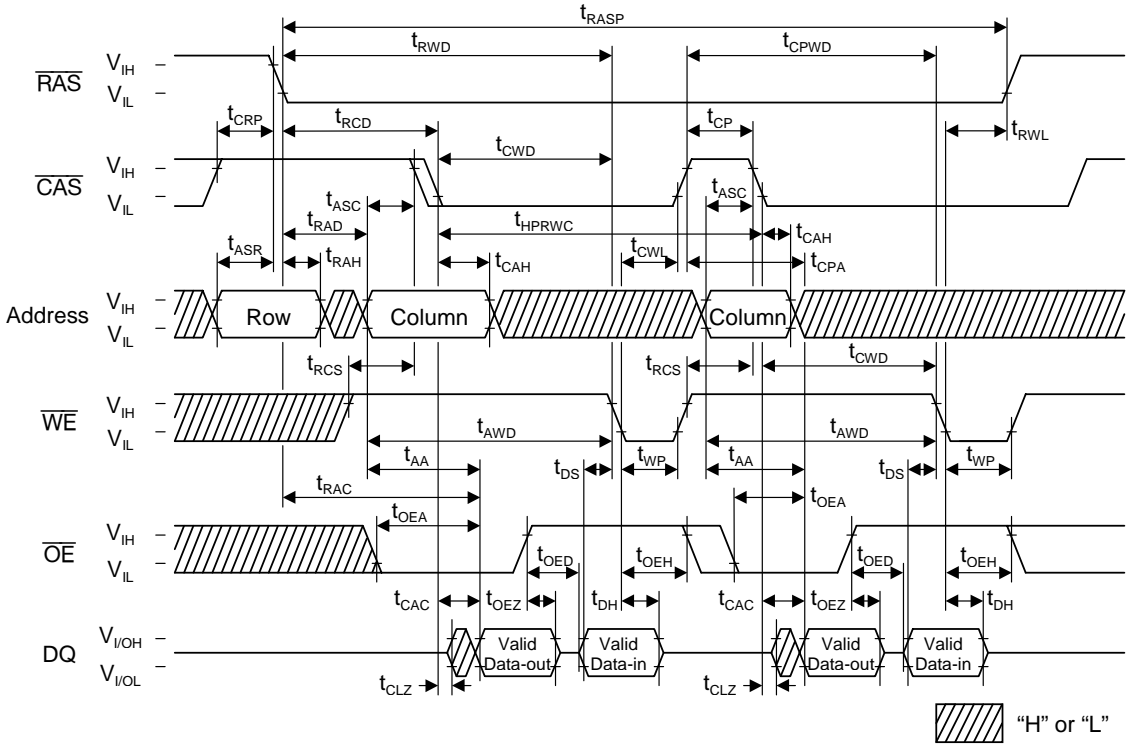 tRASP
tRWD
tCPWD
RAS
VIH
VIL
tCRP
tRCD
tCP
tRWL
tCWD
CAS
VIH
VIL
tASC
tASC
tRAD
tHPRWC
tCAH
tASR
tRAH
tCAH
tCWL
tCPA
Address
VIH
VIL
Row
Column
Column
tRCS
tRCS
tCWD
WE
VIH
VIL
tAWD
tAWD
tAA
tDS
tWP
tAA
tDS
tWP
tRAC
tOEA
tOEA
OE
VIH
VIL
tOED
tOEH
tOED
tOEH
tCAC
tOEZ
tDH
tCAC
tOEZ
tDH
DQ
VI/OH
VI/OL
Valid
Data-out
Valid
Data-in
Valid
Data-out
Valid
Data-in
tCLZ
tCLZ
“H” or “L”